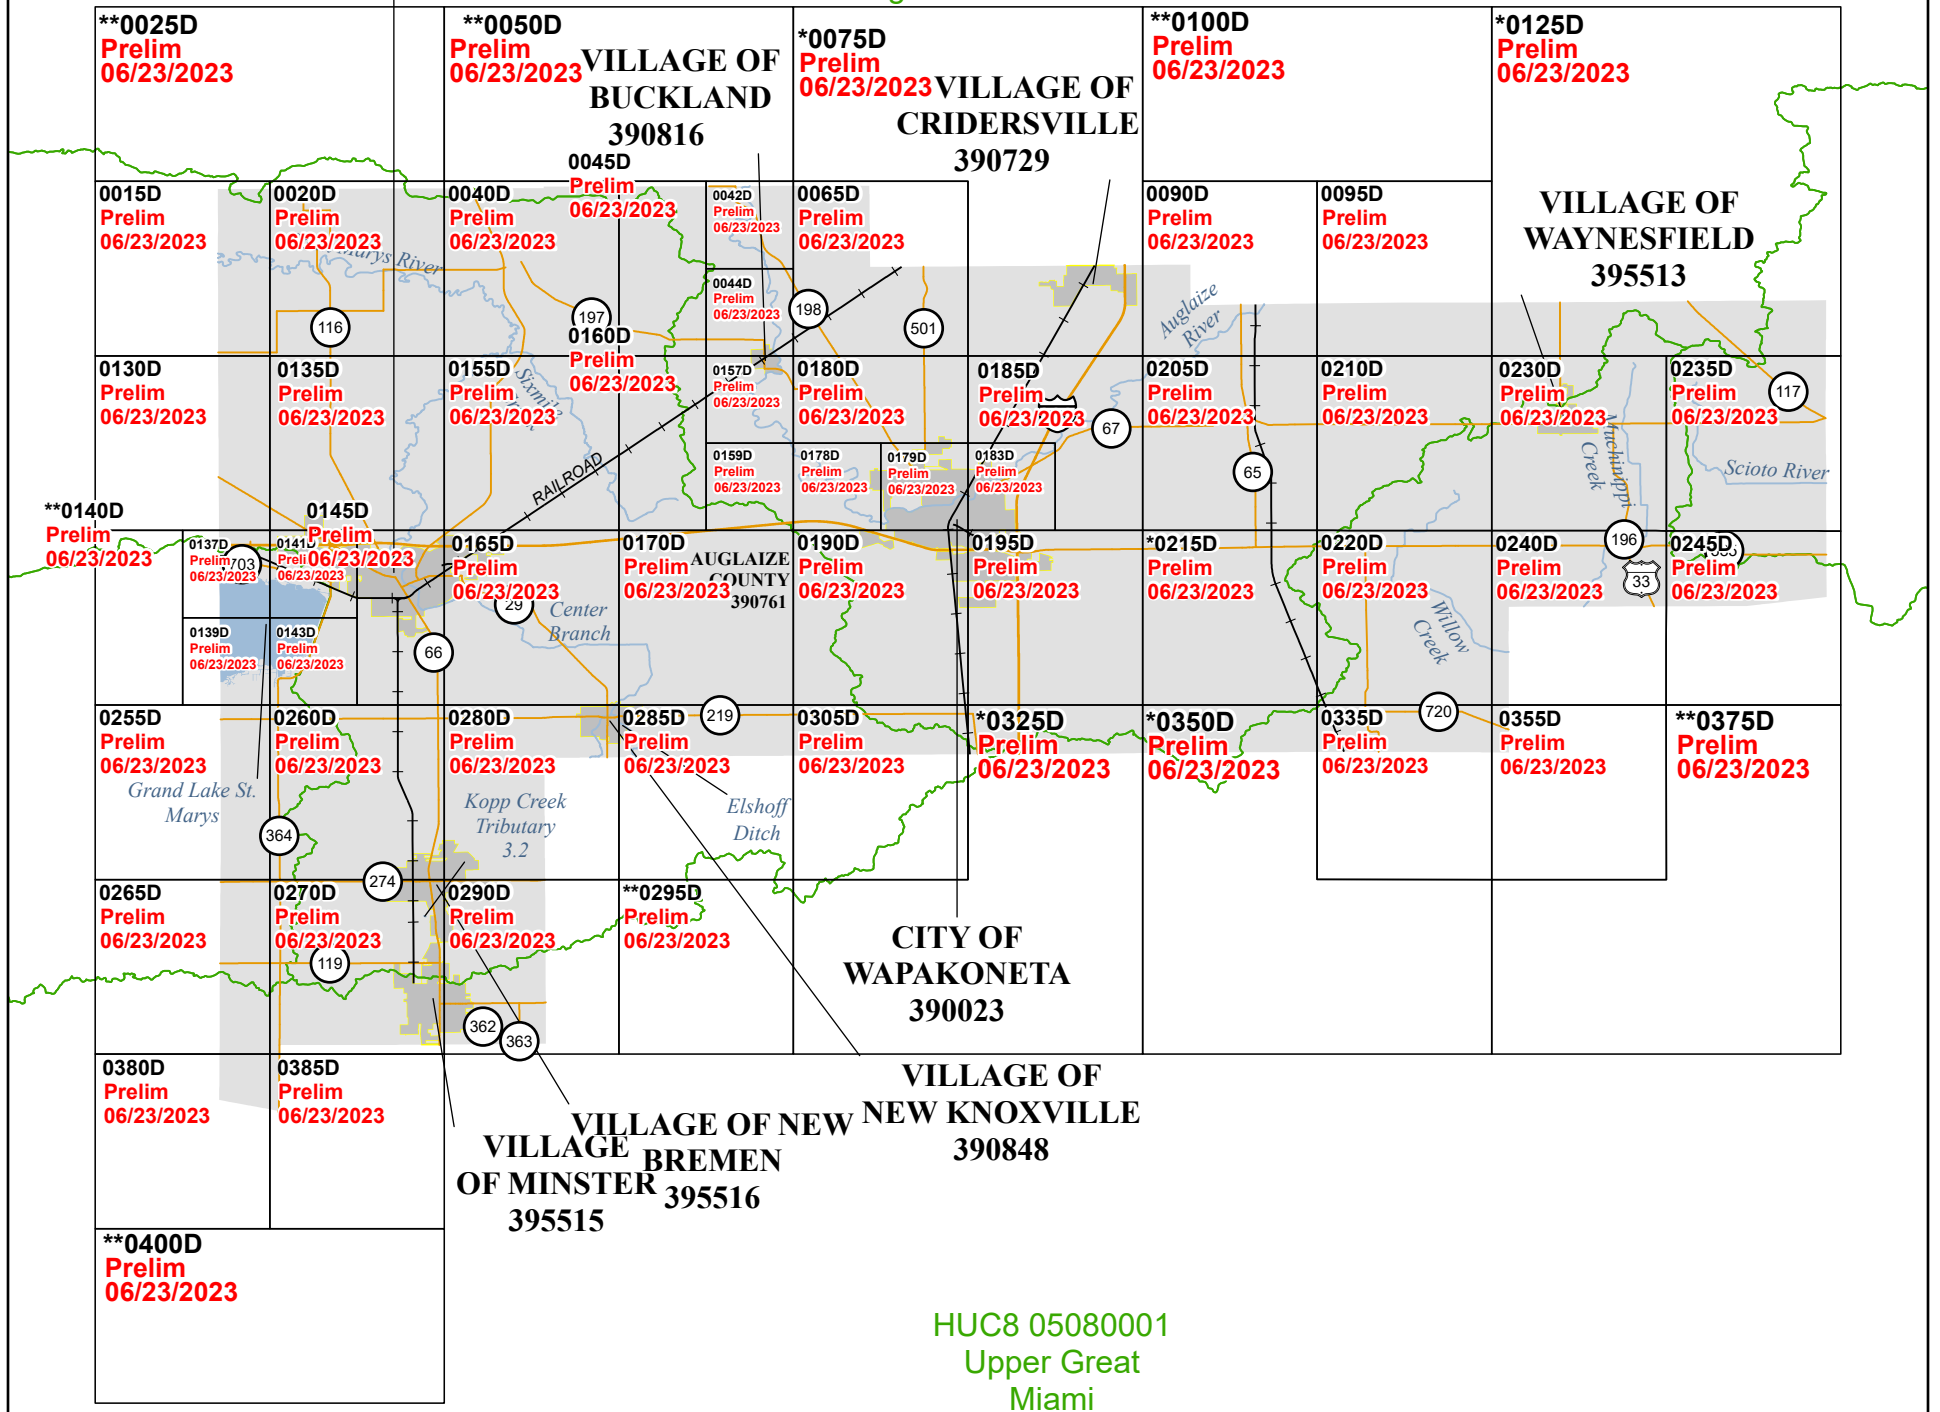 **0025D
Prelim
06/23/2023
**0050D
Prelim
06/23/2023
*0075D
Prelim
06/23/2023
**0100D
Prelim
06/23/2023
*0125D
Prelim
06/23/2023
VILLAGE OF
BUCKLAND
390816
VILLAGE OF
CRIDERSVILLE
390729
VILLAGE OF
WAYNESFIELD
395513
0015D
Prelim
06/23/2023
0020D
Prelim
06/23/2023
0040D
Prelim
06/23/2023
0045D
Prelim
06/23/2023
0042D
Prelim
06/23/2023
0065D
Prelim
06/23/2023
0090D
Prelim
06/23/2023
0095D
Prelim
06/23/2023
Marys River
0044D
Prelim
06/23/2023
116
197
198
501
Auglaize
River
0130D
Prelim
06/23/2023
0135D
Prelim
06/23/2023
0155D
Prelim
06/23/2023
Sixmile
0160D
Prelim
06/23/2023
0157D
Prelim
06/23/2023
0180D
Prelim
06/23/2023
0185D
Prelim
06/23/2023
67
0205D
Prelim
06/23/2023
0210D
Prelim
06/23/2023
0230D
Prelim
06/23/2023
0235D
Prelim
06/23/2023
117
RAILROAD
0159D
Prelim
06/23/2023
0178D
Prelim
06/23/2023
0179D
Prelim
06/23/2023
0183D
Prelim
06/23/2023
65
Muchinippi
Creek
Scioto River
**0140D
Prelim
06/23/2023
0137D
Prelim
06/23/2023
703
0141D
Prelim
06/23/2023
0145D
Prelim
06/23/2023
0165D
Prelim
06/23/2023
29
0170D
Prelim
06/23/2023
AUGLAIZE
COUNTY
390761
0190D
Prelim
06/23/2023
0195D
Prelim
06/23/2023
*0215D
Prelim
06/23/2023
0220D
Prelim
06/23/2023
0240D
Prelim
06/23/2023
196
33
0245D
Prelim
06/23/2023
0139D
Prelim
06/23/2023
0143D
Prelim
06/23/2023
66
Center
Branch
Willow
Creek
0255D
Prelim
06/23/2023
0260D
Prelim
06/23/2023
0280D
Prelim
06/23/2023
0285D
Prelim
06/23/2023
219
0305D
Prelim
06/23/2023
*0325D
Prelim
06/23/2023
*0350D
Prelim
06/23/2023
0335D
Prelim
06/23/2023
720
0355D
Prelim
06/23/2023
**0375D
Prelim
06/23/2023
Grand Lake St.
Marys
364
Kopp Creek
Tributary
3.2
Elshoff
Ditch
274
0265D
Prelim
06/23/2023
0270D
Prelim
06/23/2023
119
0290D
Prelim
06/23/2023
**0295D
Prelim
06/23/2023
362
363
CITY OF
WAPAKONETA
390023
0380D
Prelim
06/23/2023
0385D
Prelim
06/23/2023
VILLAGE
OF MINSTER
395515
VILLAGE OF NEW
BREMEN
395516
VILLAGE OF
NEW KNOXVILLE
390848
**0400D
Prelim
06/23/2023
HUC8 05080001
Upper Great
Miami